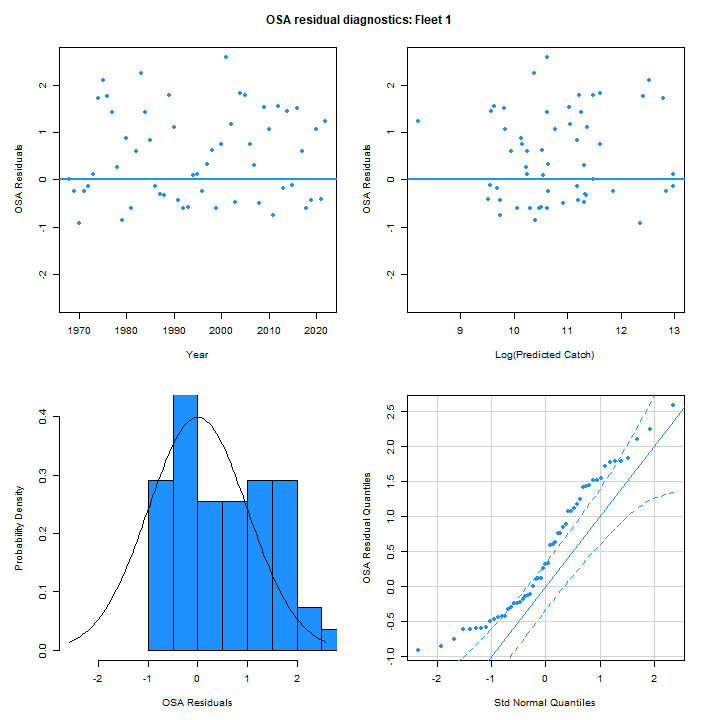 OSA residual diagnostics: Fleet 1
OSA Residuals
2
1
0
-1
-2
1970 1980 1990 2000 2010 2020
Year
OSA Residuals
2
1
0
-1
-2
9 10 11 12 13
Log(Predicted Catch)
Probability Density
0.4
0.3
0.2
0.1
0.0
-2 -1 0 1 2
OSA Residuals
OSA Residual Quantiles
2.5
2.0
1.5
1.0
0.5
0.0
-0.5
-1.0
-2 -1 0 1 2
Std Normal Quantiles